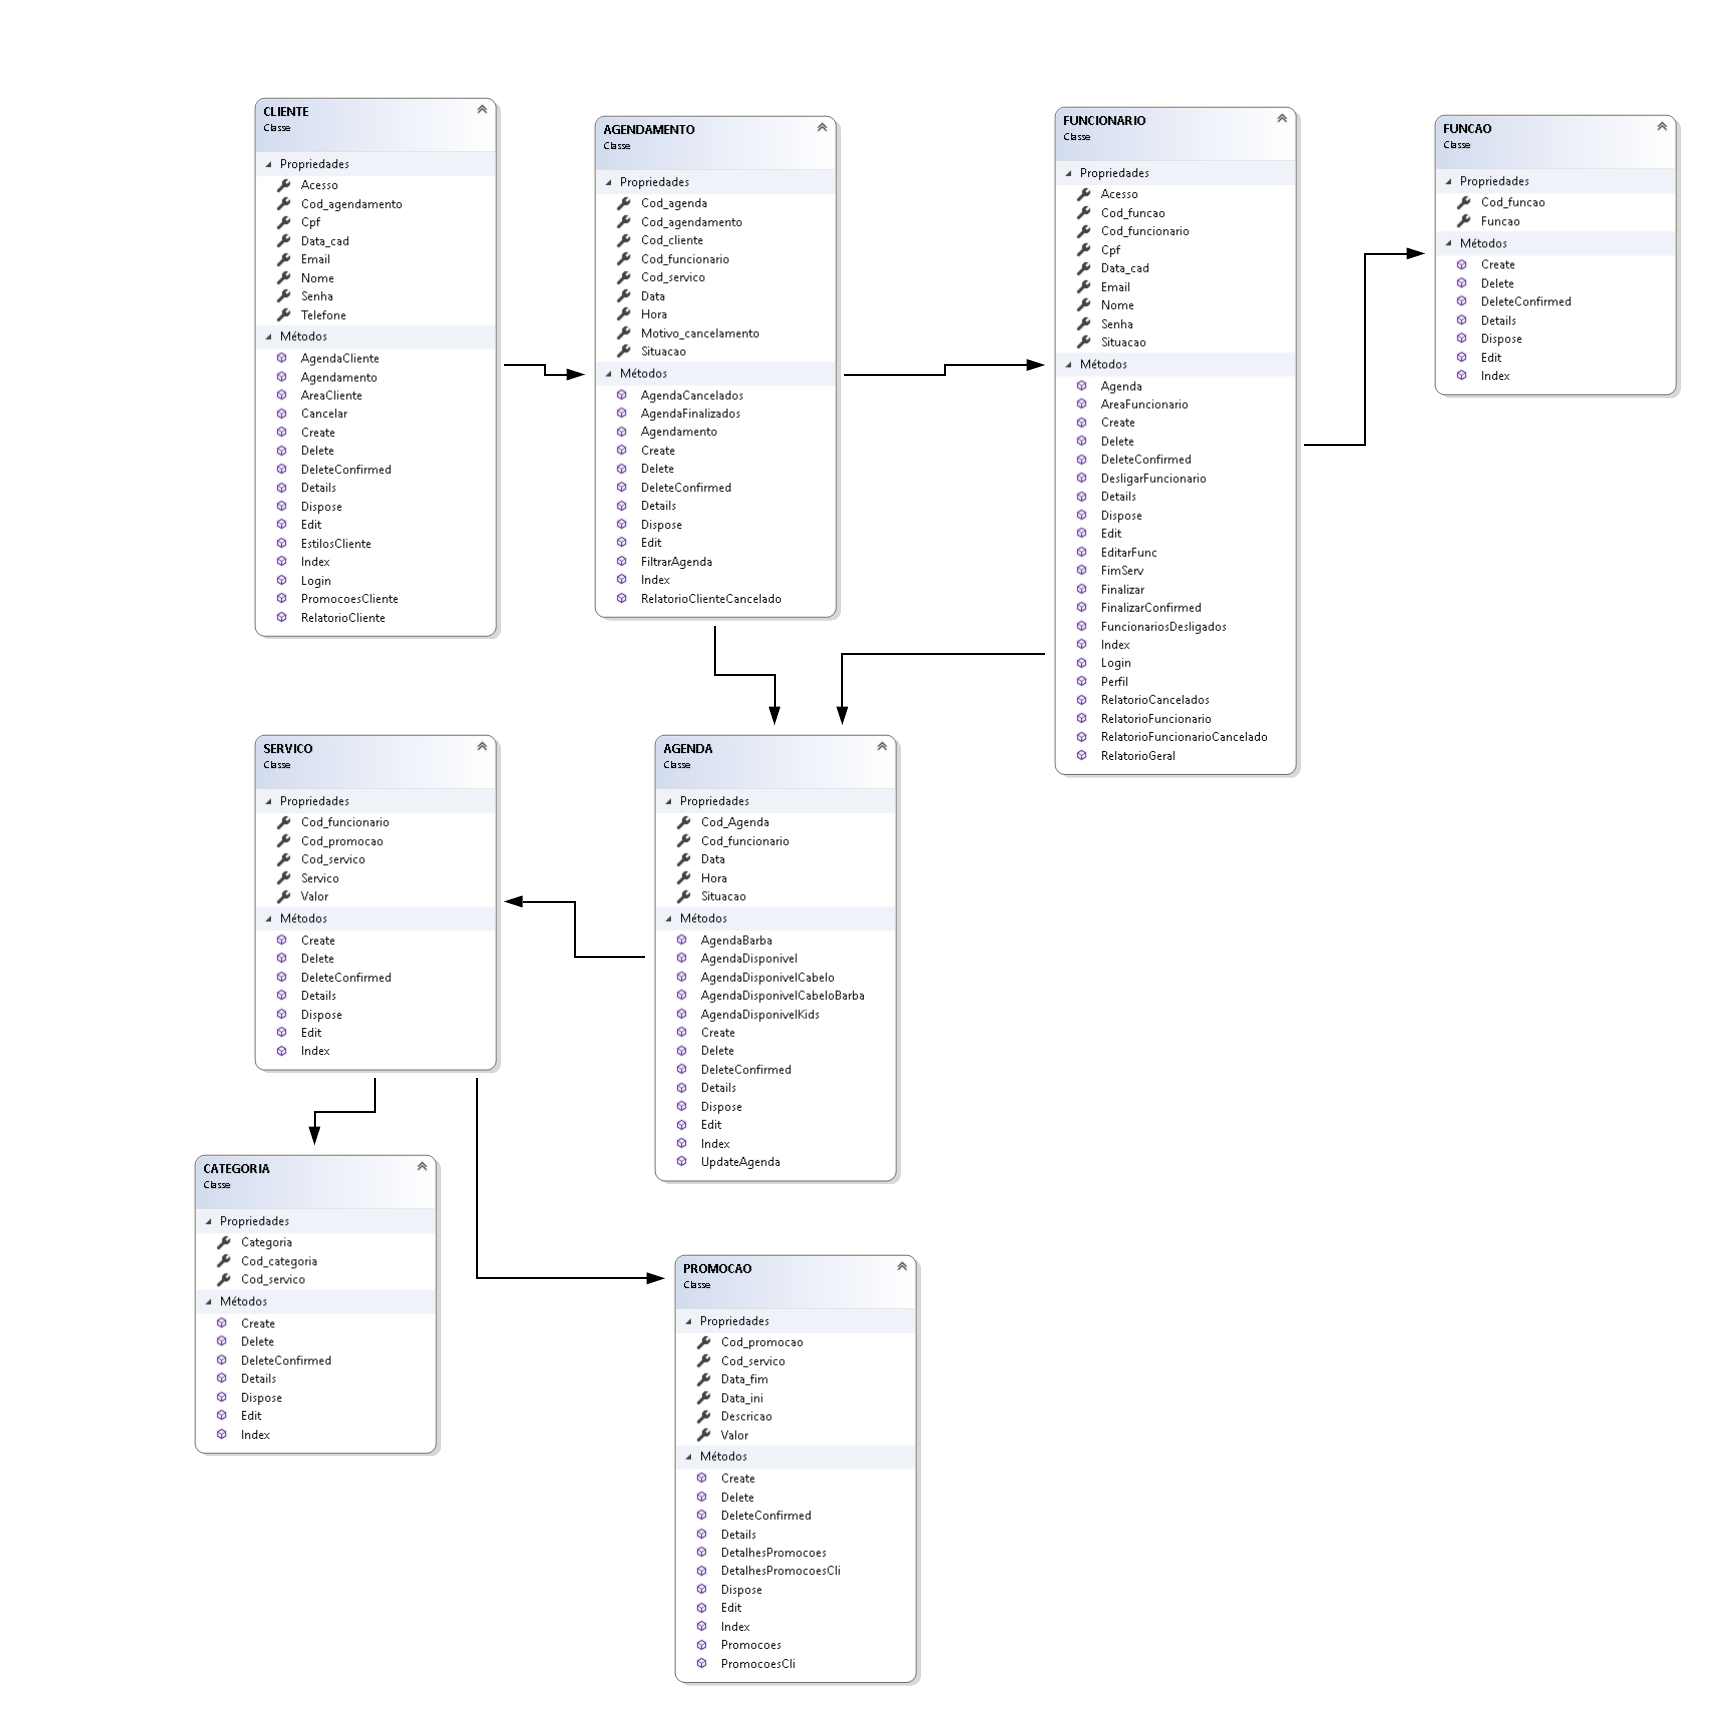 CLIENTE
Classe
Propriedades
Acesso
Cod_agendamento
Cpf
Data_cad
Email
Nome
Senha
Telefone
Métodos
AgendaCliente
Agendamento
AreaCliente
Cancelar
Create
Delete
DeleteConfirmed
Details
Dispose
Edit
EstilosCliente
Index
Login
PromocoesCliente
RelatorioCliente
AGENDAMENTO
Classe
Propriedades
Cod_agenda
Cod_agendamento
Cod_cliente
Cod_funcionario
Cod_servico
Data
Hora
Motivo_cancelamento
Situacao
Métodos
AgendaCancelados
AgendaFinalizados
Agendamento
Create
Delete
DeleteConfirmed
Details
Dispose
Edit
FiltrarAgenda
Index
RelatorioClienteCancelado
FUNCIONARIO
Classe
Propriedades
Acesso
Cod_funcao
Cod_funcionario
Cpf
Data_cad
Email
Nome
Senha
Situacao
Métodos
Agenda
AreaFuncionario
Create
Delete
DeleteConfirmed
DesligarFuncionario
Details
Dispose
Edit
EditarFunc
FimServ
Finalizar
FinalizarConfirmed
FuncionariosDesligados
Index
Login
Perfil
RelatorioCancelados
RelatorioFuncionario
RelatorioFuncionarioCancelado
RelatorioGeral
FUNCAO
Classe
Propriedades
Cod_funcao
Funcao
Métodos
Create
Delete
DeleteConfirmed
Details
Dispose
Edit
Index
SERVICO
Classe
Propriedades
Cod_funcionario
Cod_promocao
Cod_servico
Servico
Valor
Métodos
Create
Delete
DeleteConfirmed
Details
Dispose
Edit
Index
AGENDA
Classe
Propriedades
Cod_Agenda
Cod_funcionario
Data
Hora
Situacao
Métodos
AgendaBarba
AgendaDisponivel
AgendaDisponivelCabelo
AgendaDisponivelCabeloBarba
AgendaDisponivelKids
Create
Delete
DeleteConfirmed
Details
Dispose
Edit
Index
UpdateAgenda
CATEGORIA
Classe
Propriedades
Categoria
Cod_categoria
Cod_servico
Métodos
Create
Delete
DeleteConfirmed
Details
Dispose
Edit
Index
PROMOCAO
Classe
Propriedades
Cod_promocao
Cod_servico
Data_fim
Data_ini
Descricao
Valor
Métodos
Create
Delete
DeleteConfirmed
Details
DetalhesPromocoes
DetalhesPromocoesCli
Dispose
Edit
Index
Promocoes
PromocoesCli